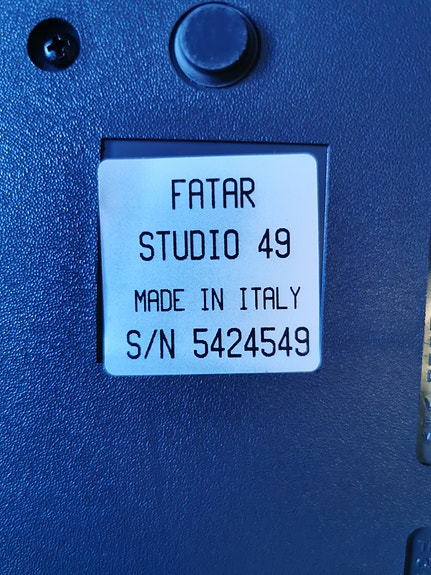 FATAR
STUDIO 49
MADE IN ITALY
S/N 5424549